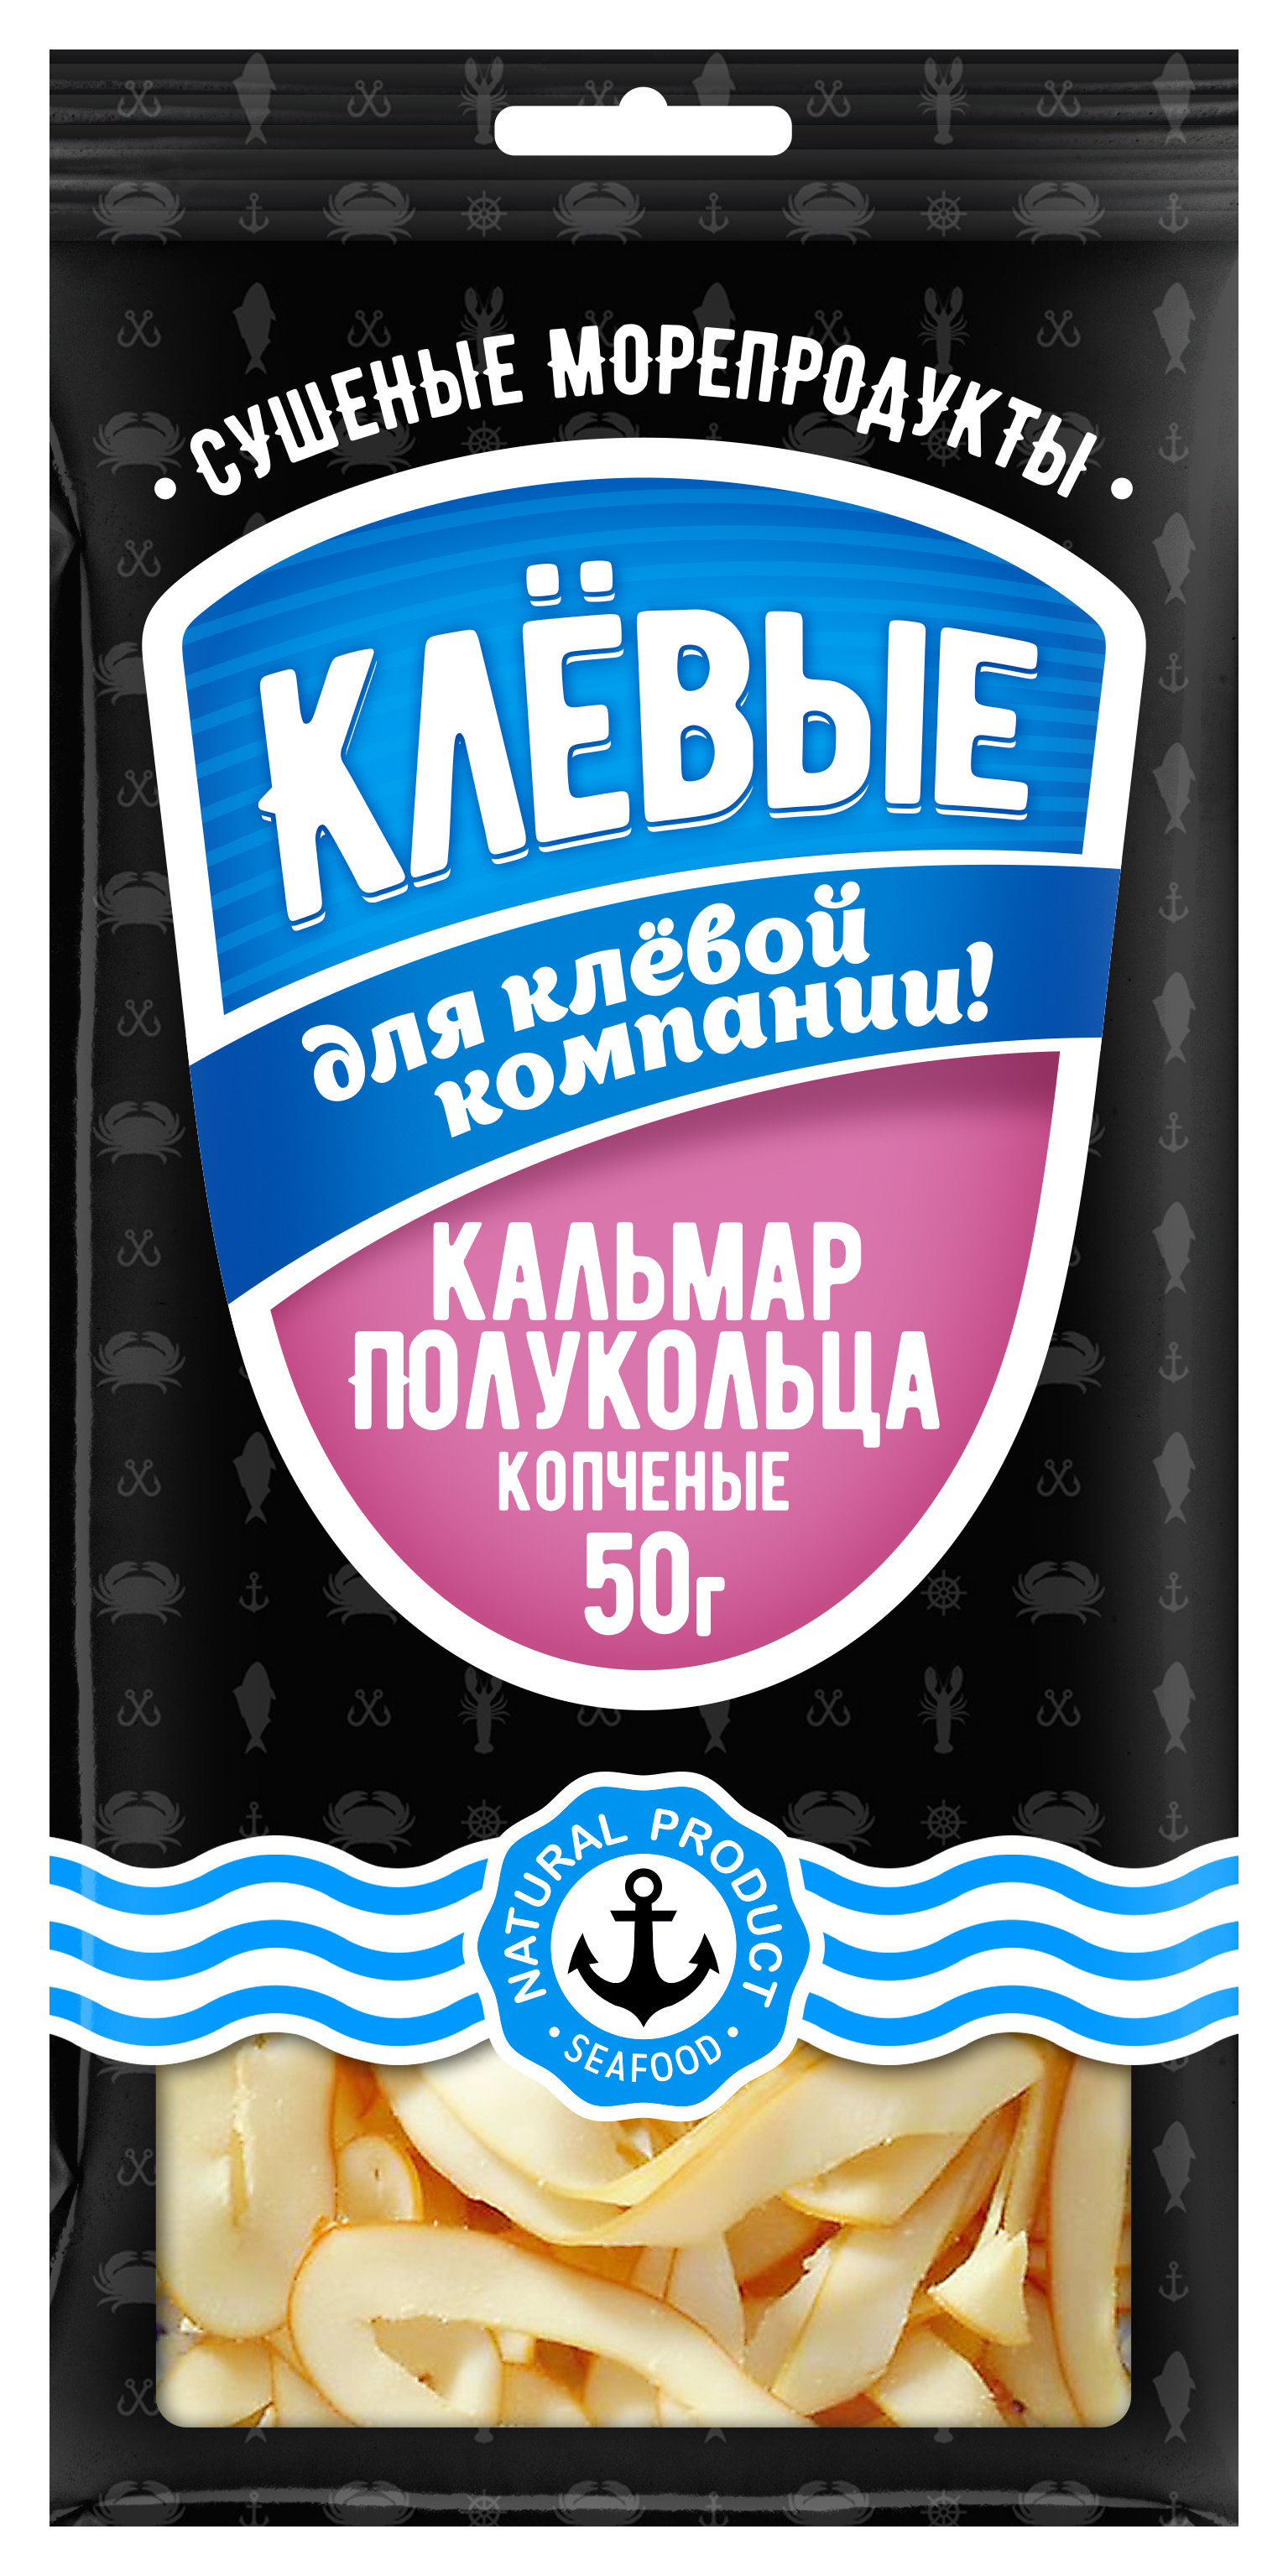 • СУШЕНЫЕ МОРЕПРОДУКТЫ •
КЛЁВЫЕ
для клёвой
компании!
КАЛЬМАР
ПОЛУКОЛЬЦА
КОПЧЕНЫЕ
50г
NATURAL PRODUCT
• SEAFOOD •